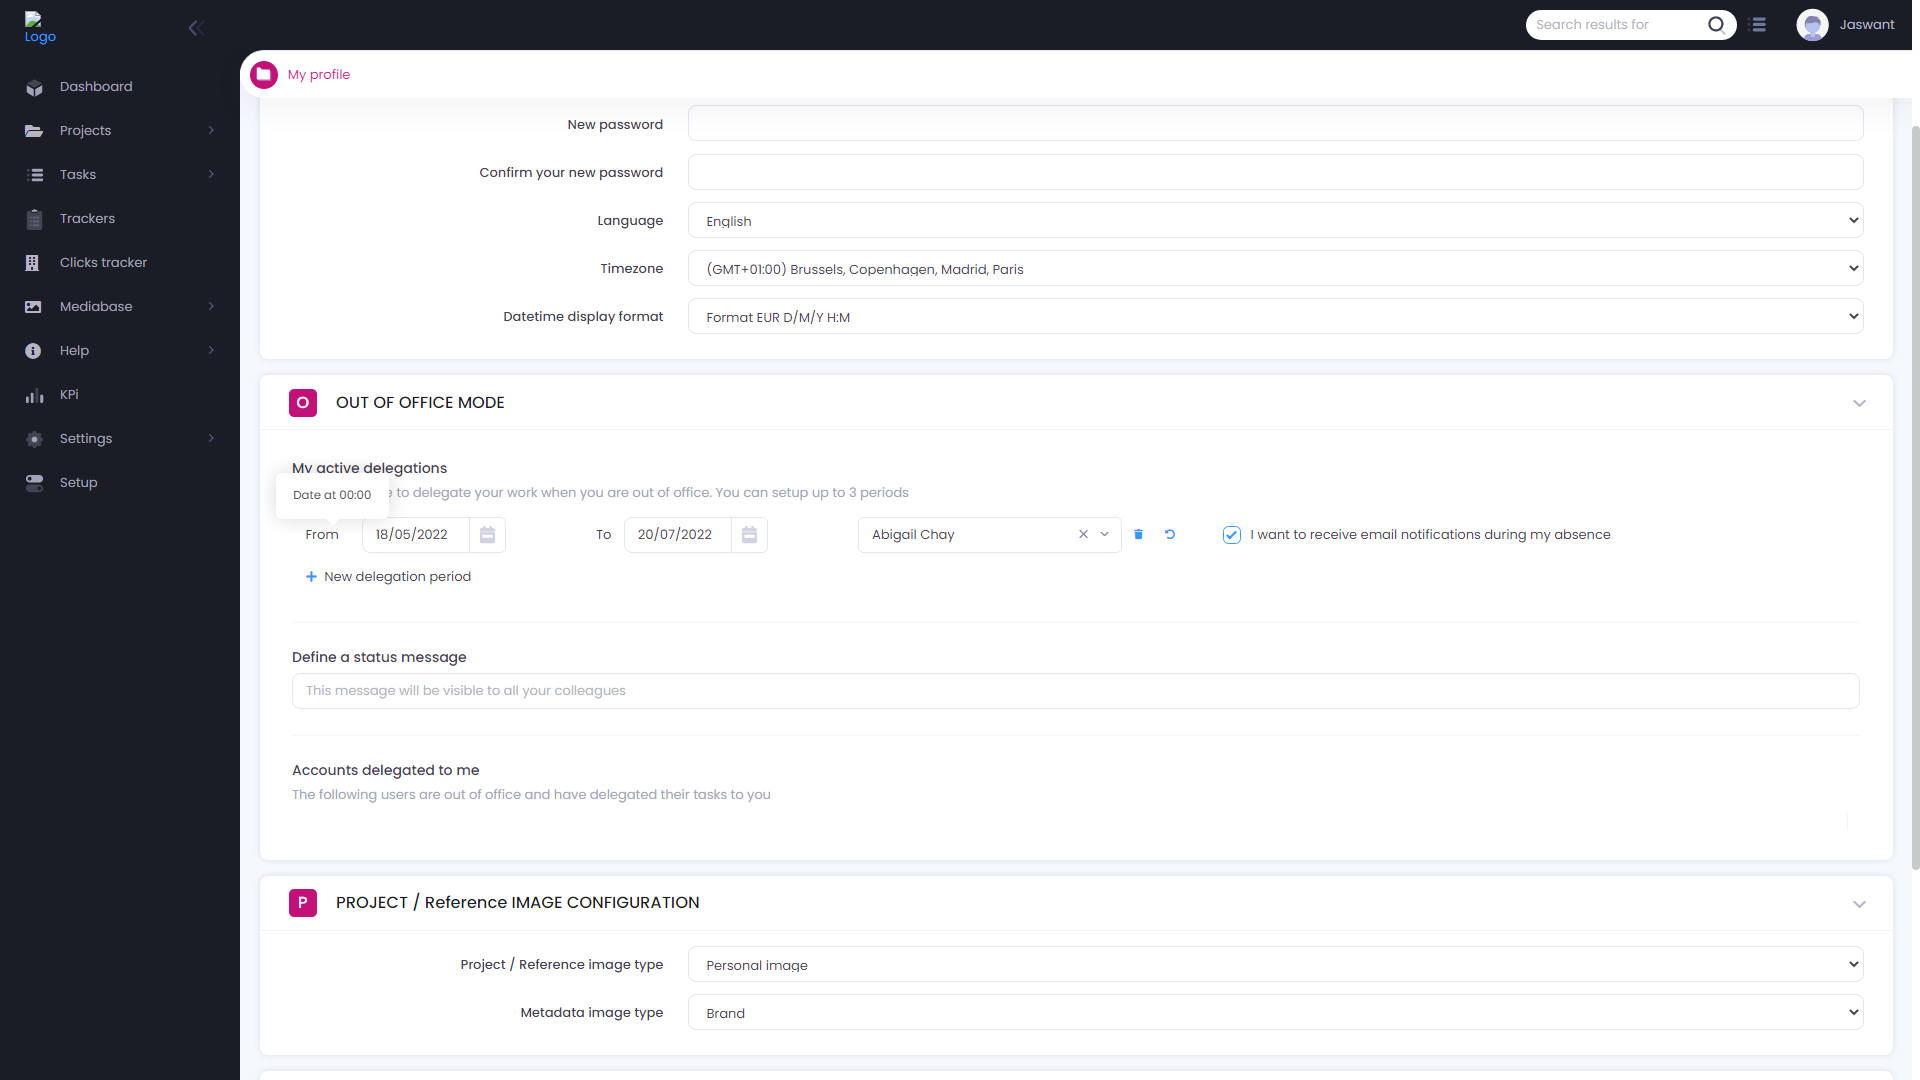 Logo
Search results for
Jaswant
My profile
Dashboard
Projects
Tasks
Trackers
Clicks tracker
Mediabase
Help
KPi
Settings
Setup
New password
Confirm your new password
Language
English
Timezone
(GMT+01:00) Brussels, Copenhagen, Madrid, Paris
Datetime display format
Format EUR D/M/Y H:M
O OUT OF OFFICE MODE
My active delegations
Date at 00:00
to delegate your work when you are out of office. You can setup up to 3 periods
From 18/05/2022 To 20/07/2022 Abigail Chay I want to receive email notifications during my absence
+ New delegation period
Define a status message
This message will be visible to all your colleagues
Accounts delegated to me
The following users are out of office and have delegated their tasks to you
P PROJECT / Reference IMAGE CONFIGURATION
Project / Reference image type
Personal image
Metadata image type
Brand